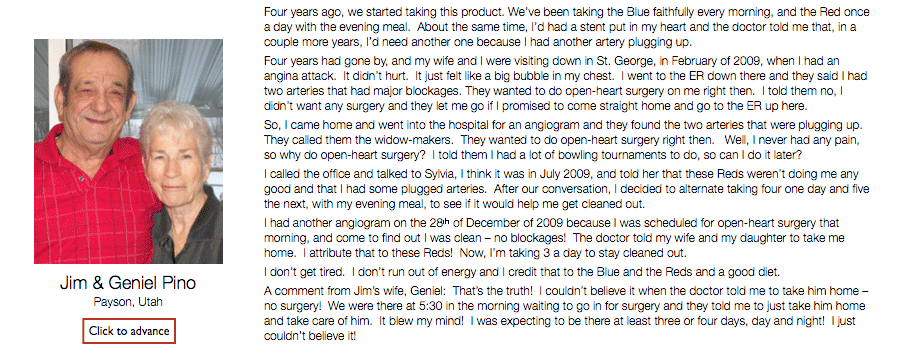 Four years ago, we started taking this product. We've been taking the Blue faithfully every morning, and the Red once
a day with the evening meal.  About the same time, I'd had a stent put in my heart and the doctor told me that, in a
couple more years, I'd need another one because I had another artery plugging up.
Four years had gone by, and my wife and I were visiting down in St. George, in February of 2009, when I had an
angina attack.  It didn't hurt.  It just felt like a big bubble in my chest.  I went to the ER down there and they said I had
two arteries that had major blockages. They wanted to do open-heart surgery on me right then.  I told them no, I
didn't want any surgery and they let me go if I promised to come straight home and go to the ER up here.
So, I came home and went into the hospital for an angiogram and they found the two arteries that were plugging up.
They called them the widow-makers.  They wanted to do open-heart surgery right then.   Well, I never had any pain,
so why do open-heart surgery?  I told them I had a lot of bowling tournaments to do, so can I do it later?
I called the office and talked to Sylvia, I think it was in July 2009, and told her that these Reds weren't doing me any
good and that I had some plugged arteries.  After our conversation, I decided to alternate taking four one day and five
the next, with my evening meal, to see if it would help me get cleaned out.
I had another angiogram on the 28th of December of 2009 because I was scheduled for open-heart surgery that
morning, and come to find out I was clean – no blockages!  The doctor told my wife and my daughter to take me
home.  I attribute that to these Reds!  Now, I'm taking 3 a day to stay cleaned out.
I don't get tired.  I don't run out of energy and I credit that to the Blue and the Reds and a good diet.
A comment from Jim's wife, Geniel:  That's the truth!  I couldn't believe it when the doctor told me to take him home –
no surgery!  We were there at 5:30 in the morning waiting to go in for surgery and they told me to just take him home
and take care of him.  It blew my mind!  I was expecting to be there at least three or four days, day and night!  I just
couldn't believe it!
Jim & Geniel Pino
Payson, Utah
Click to advance